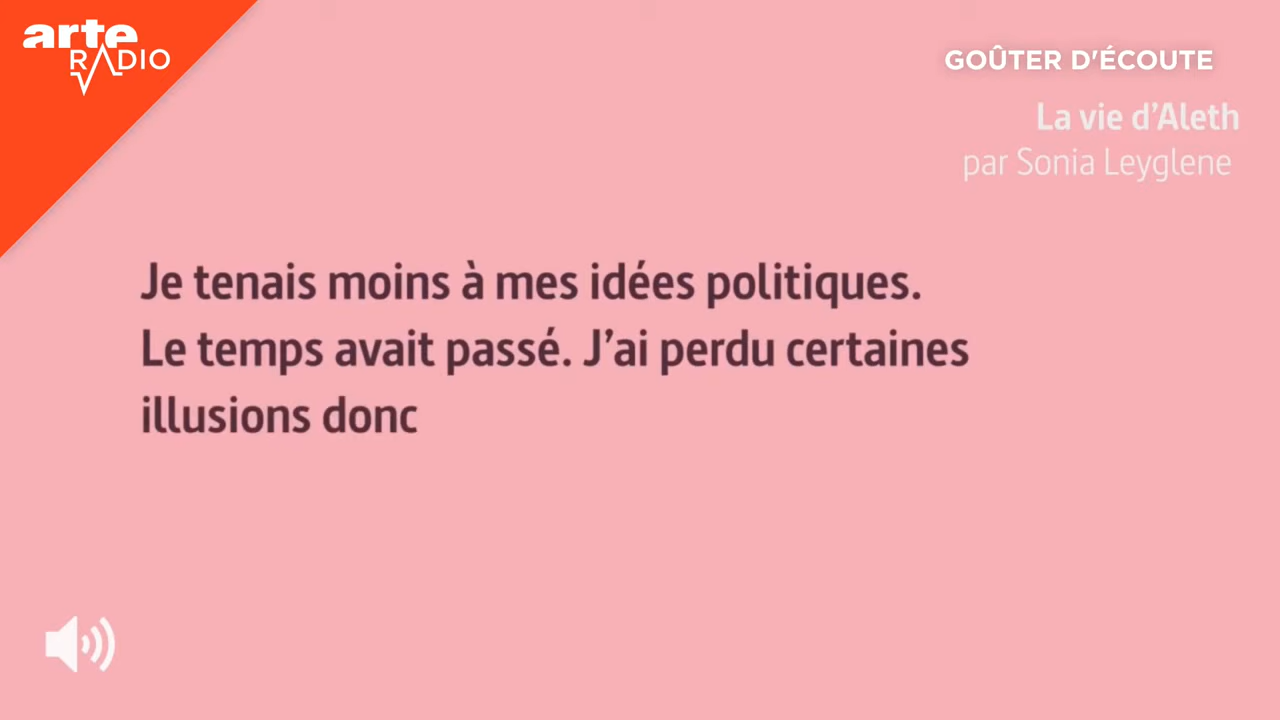 arte
RADIO
GOÛTER D'ÉCOUTE
La vie d’Aleth
par Sonia Leyglene
Je tenais moins à mes idées politiques.
Le temps avait passé. J’ai perdu certaines
illusions donc